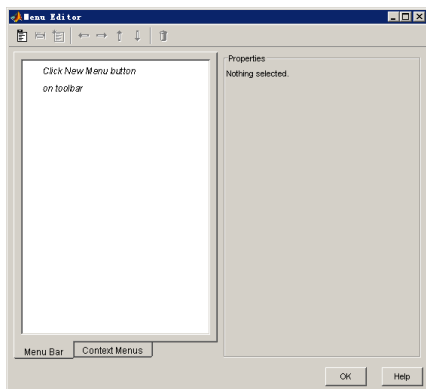 Menu Editor
Click New Menu button
on toolbar
Properties
Nothing selected.
Menu Bar
Context Menus
OK
Help